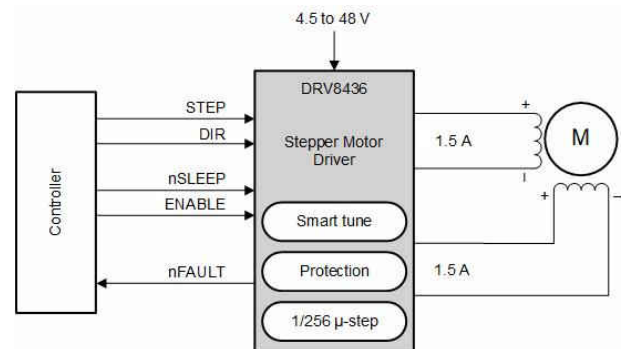 4.5 to 48 V
DRV8436
Stepper Motor
Driver
Controller
STEP
DIR
nSLEEP
ENABLE
nFAULT
Smart tune
Protection
1/256 µ-step
+
1.5 A
–
M
+
–
1.5 A